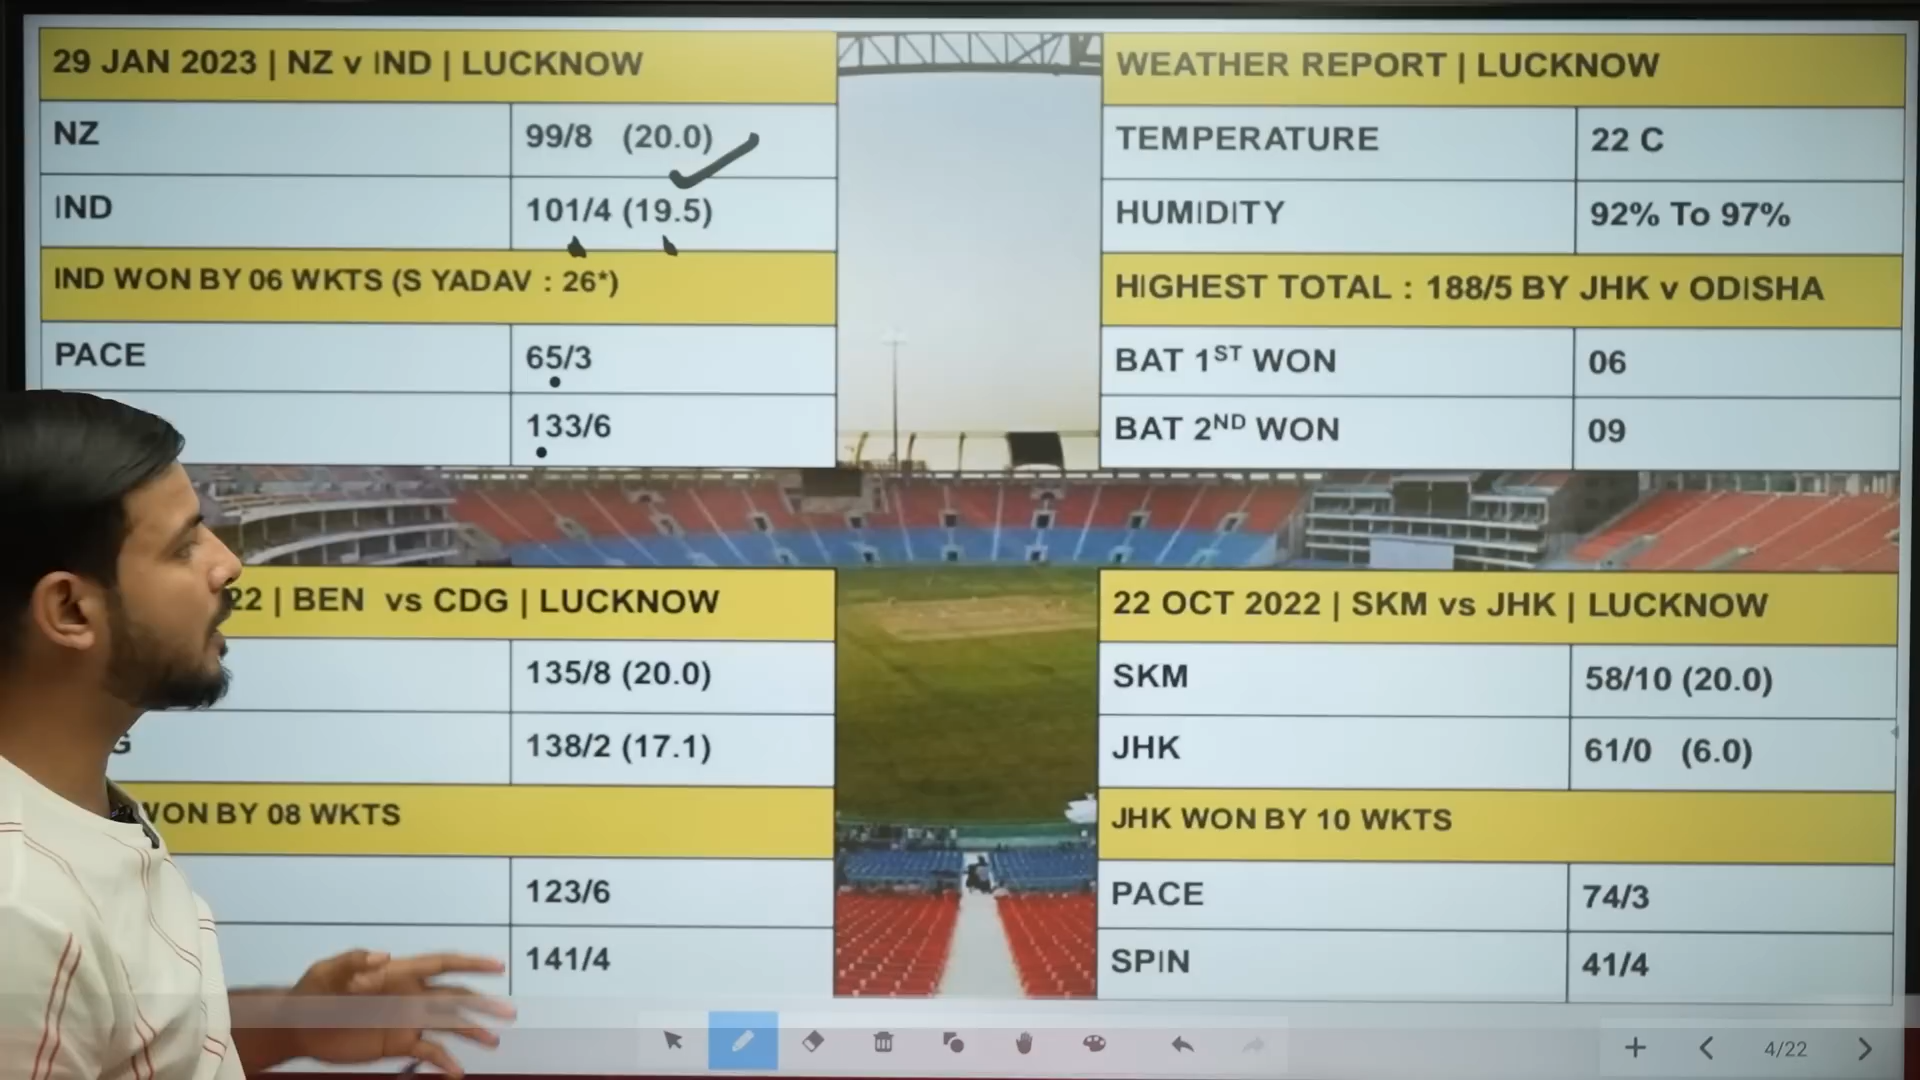 29 JAN 2023 | NZ v IND | LUCKNOW
NZ 99/8 (20.0)
IND 101/4 (19.5)
IND WON BY 06 WKTS (S YADAV : 26*)
PACE 65/3
133/6
WEATHER REPORT | LUCKNOW
TEMPERATURE 22 C
HUMIDITY 92% To 97%
HIGHEST TOTAL : 188/5 BY JHK v ODISHA
BAT 1ST WON 06
BAT 2ND WON 09
22 | BEN vs CDG | LUCKNOW
135/8 (20.0)
G 138/2 (17.1)
WON BY 08 WKTS
123/6
141/4
22 OCT 2022 | SKM vs JHK | LUCKNOW
SKM 58/10 (20.0)
JHK 61/0 (6.0)
JHK WON BY 10 WKTS
PACE 74/3
SPIN 41/4
4/22